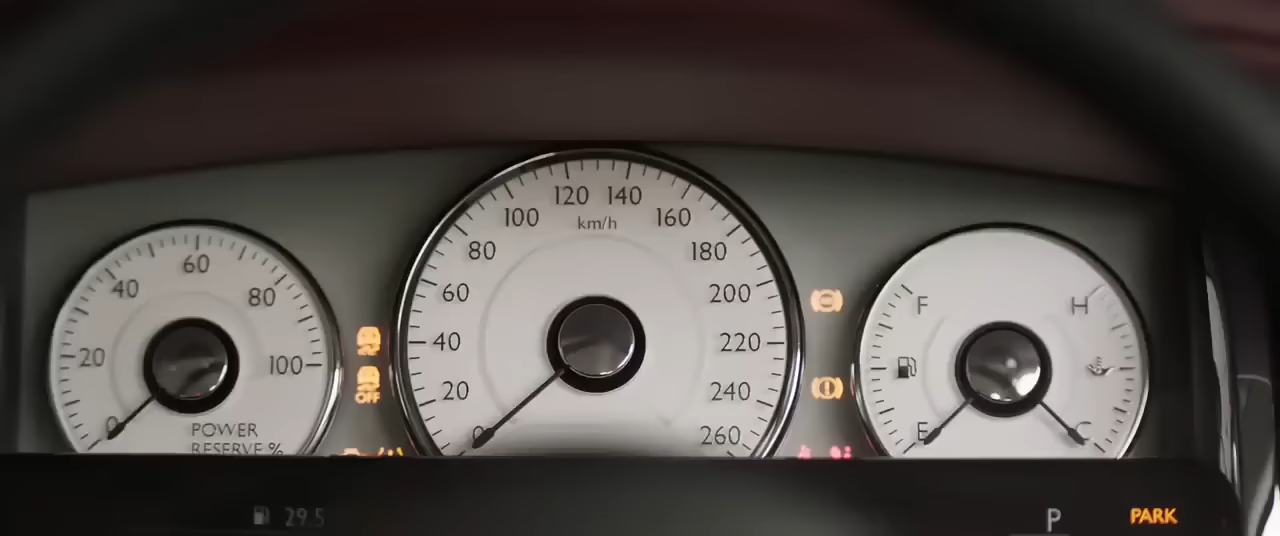 120 140
100 km/h 160
60 80 180
40 80 60 200
20 100 40 220
20 240
0 0 260
POWER
RESERVE %
OFF
F H
E C
29.5
P PARK